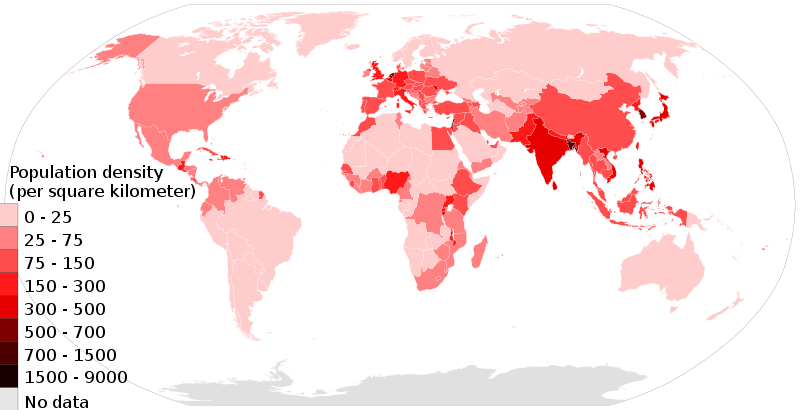 Population density
(per square kilometer)
0 - 25
25 - 75
75 - 150
150 - 300
300 - 500
500 - 700
700 - 1500
1500 - 9000
No data